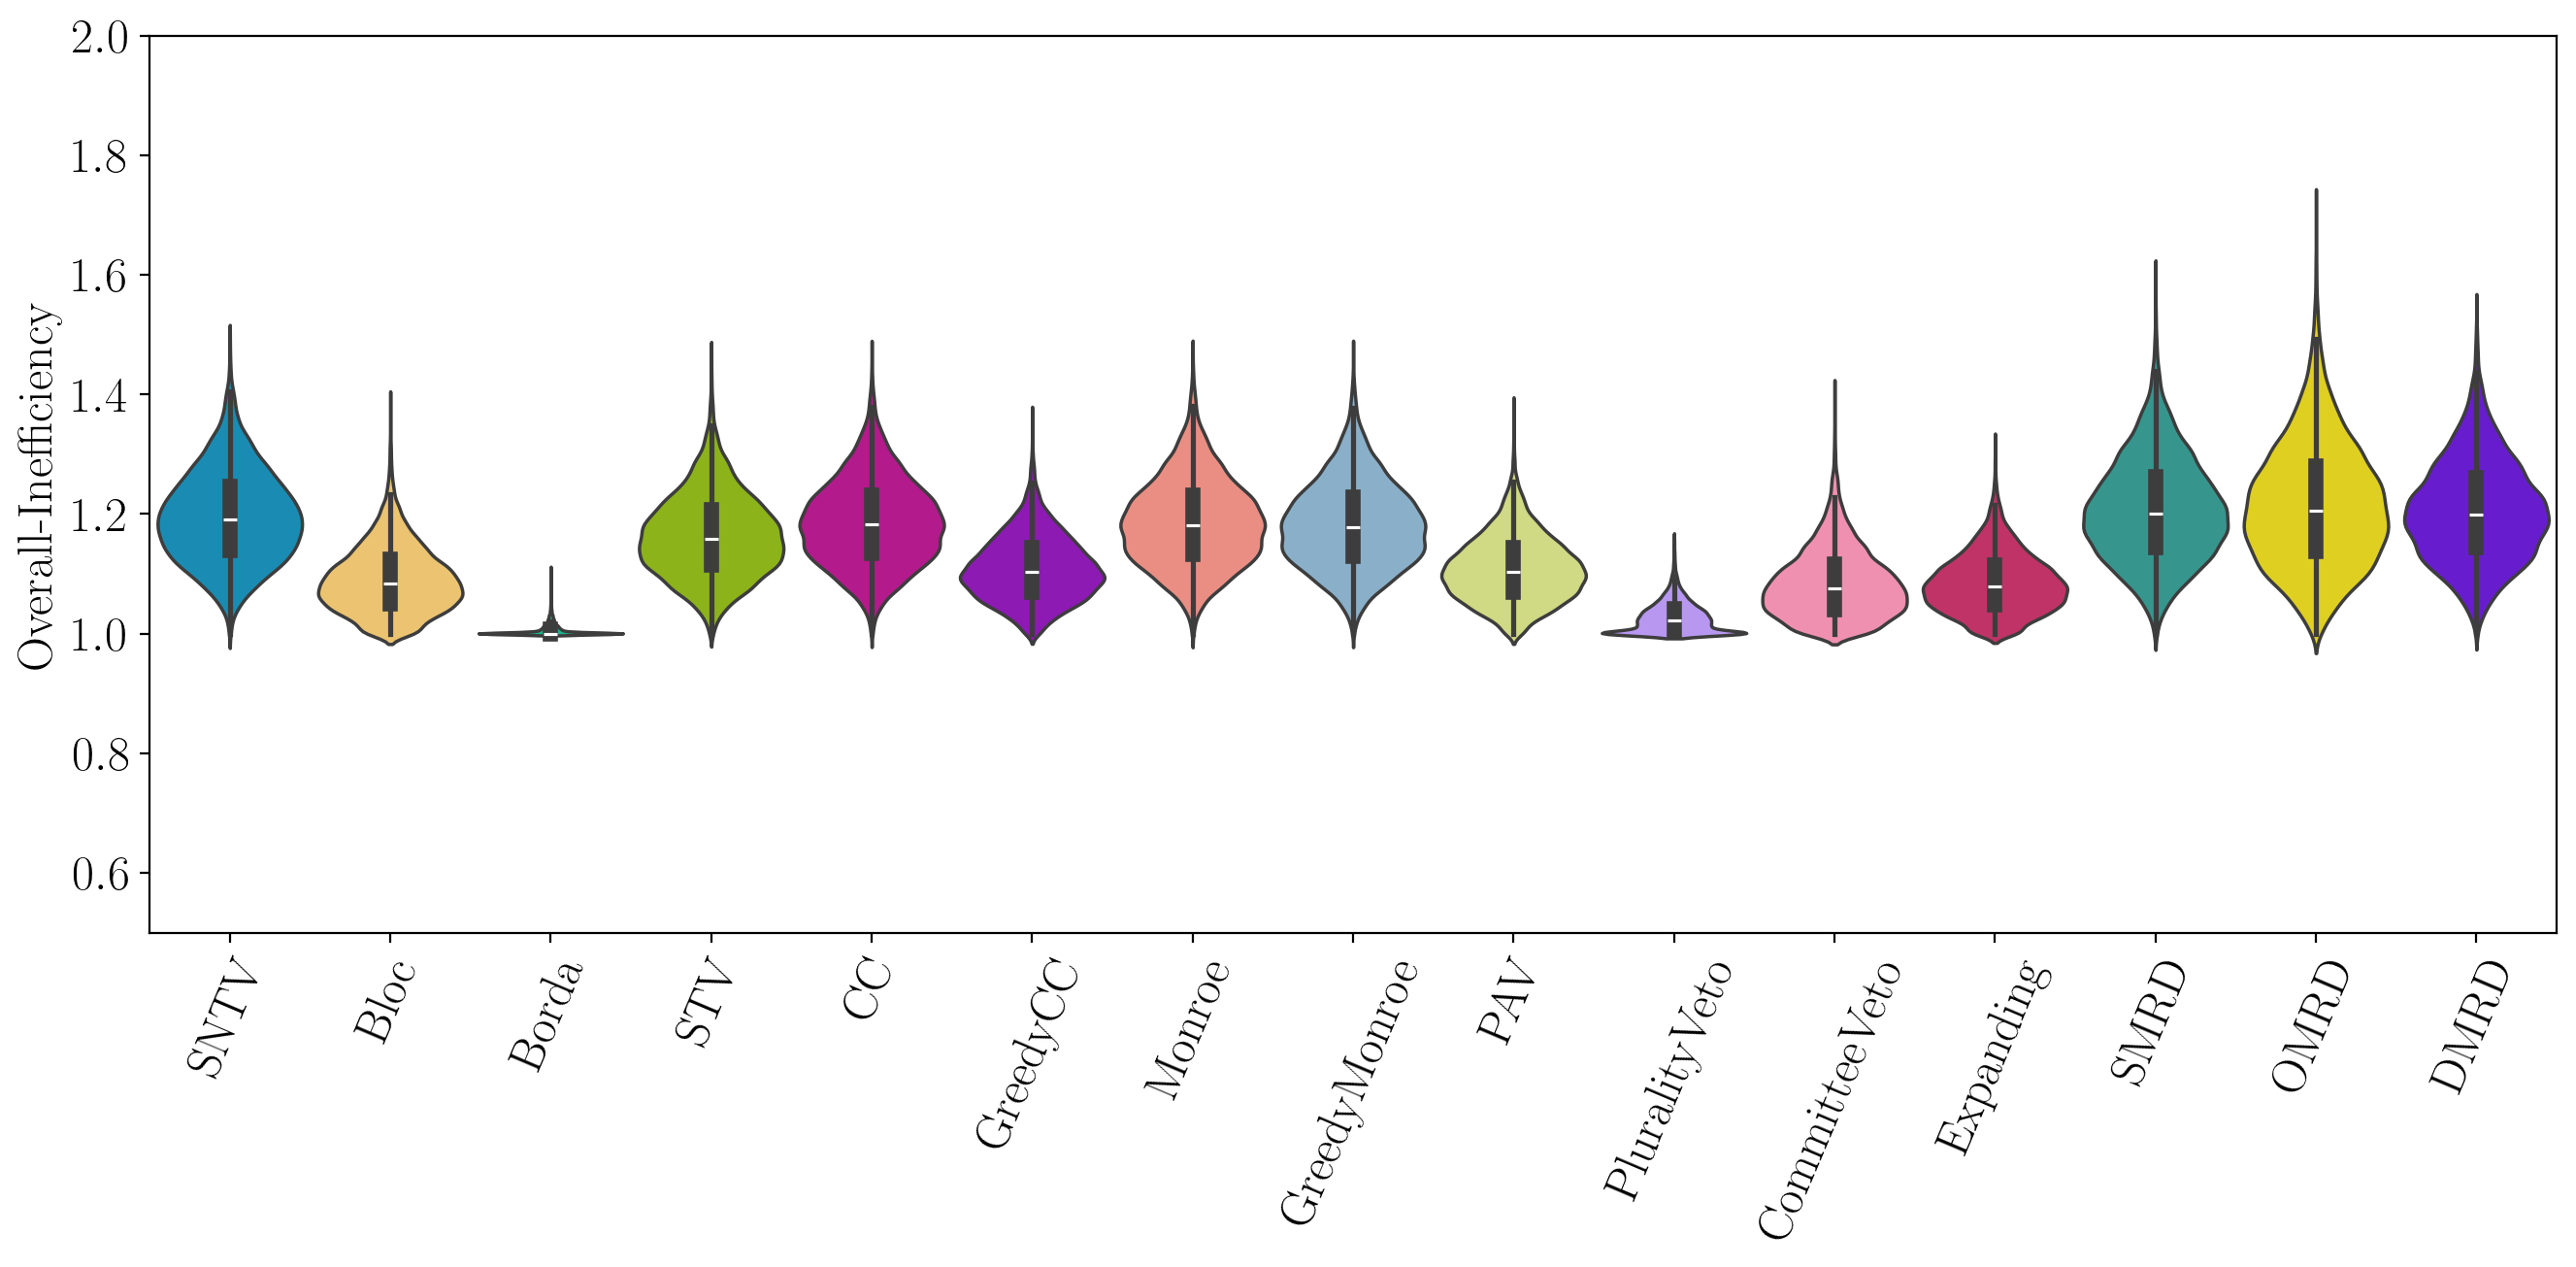 Overall-Inefficiency
2.0
1.8
1.6
1.4
1.2
1.0
0.8
0.6
SNTV
Bloc
Borda
STV
CC
GreedyCC
Monroe
GreedyMonroe
PAV
PluralityVeto
CommitteeVeto
Expanding
SMRD
OMRD
DMRD